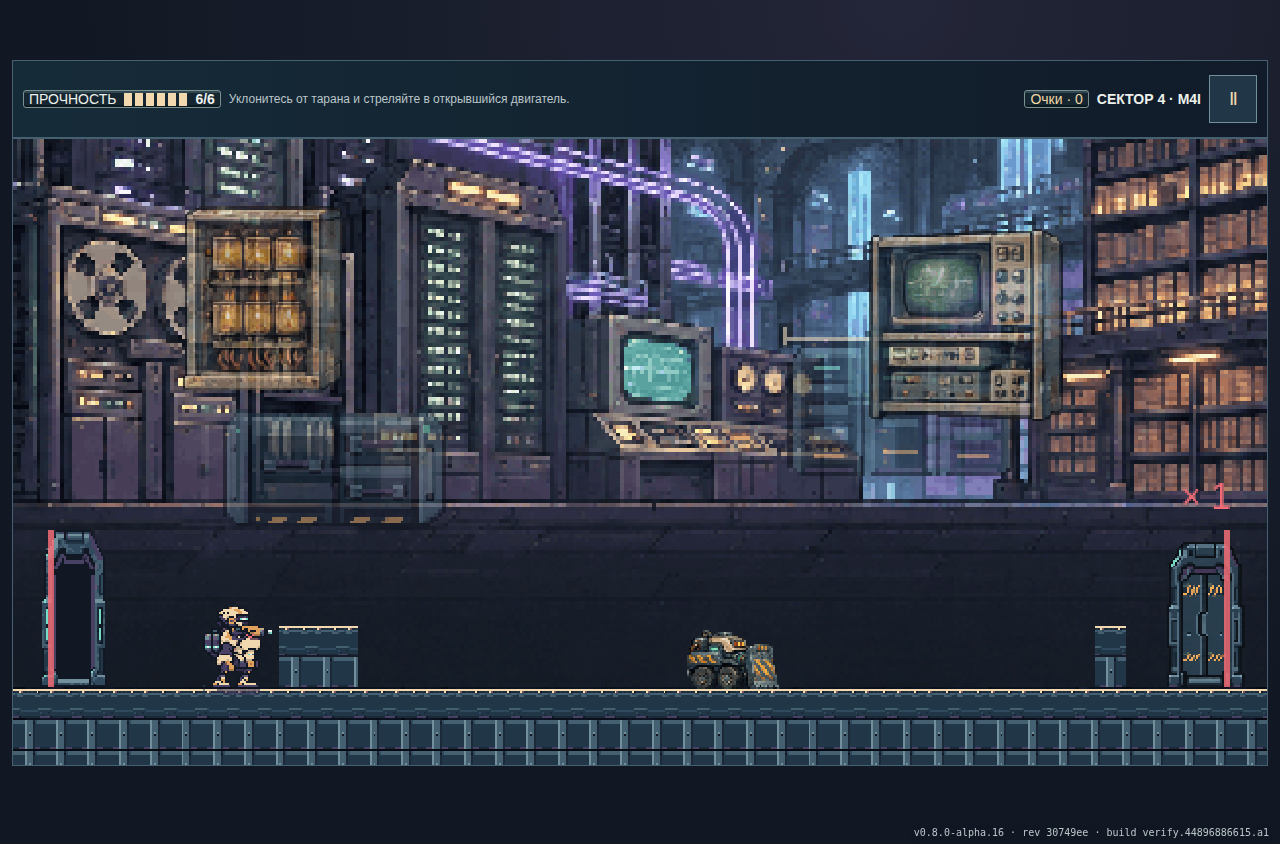 ПРОЧНОСТЬ 6/6 Уклонитесь от тарана и стреляйте в открывшийся двигатель. Очки · 0 СЕКТОР 4 · M4I II
× 1
v0.8.0-alpha.16 · rev 30749ee · build verify.44896886615.a1